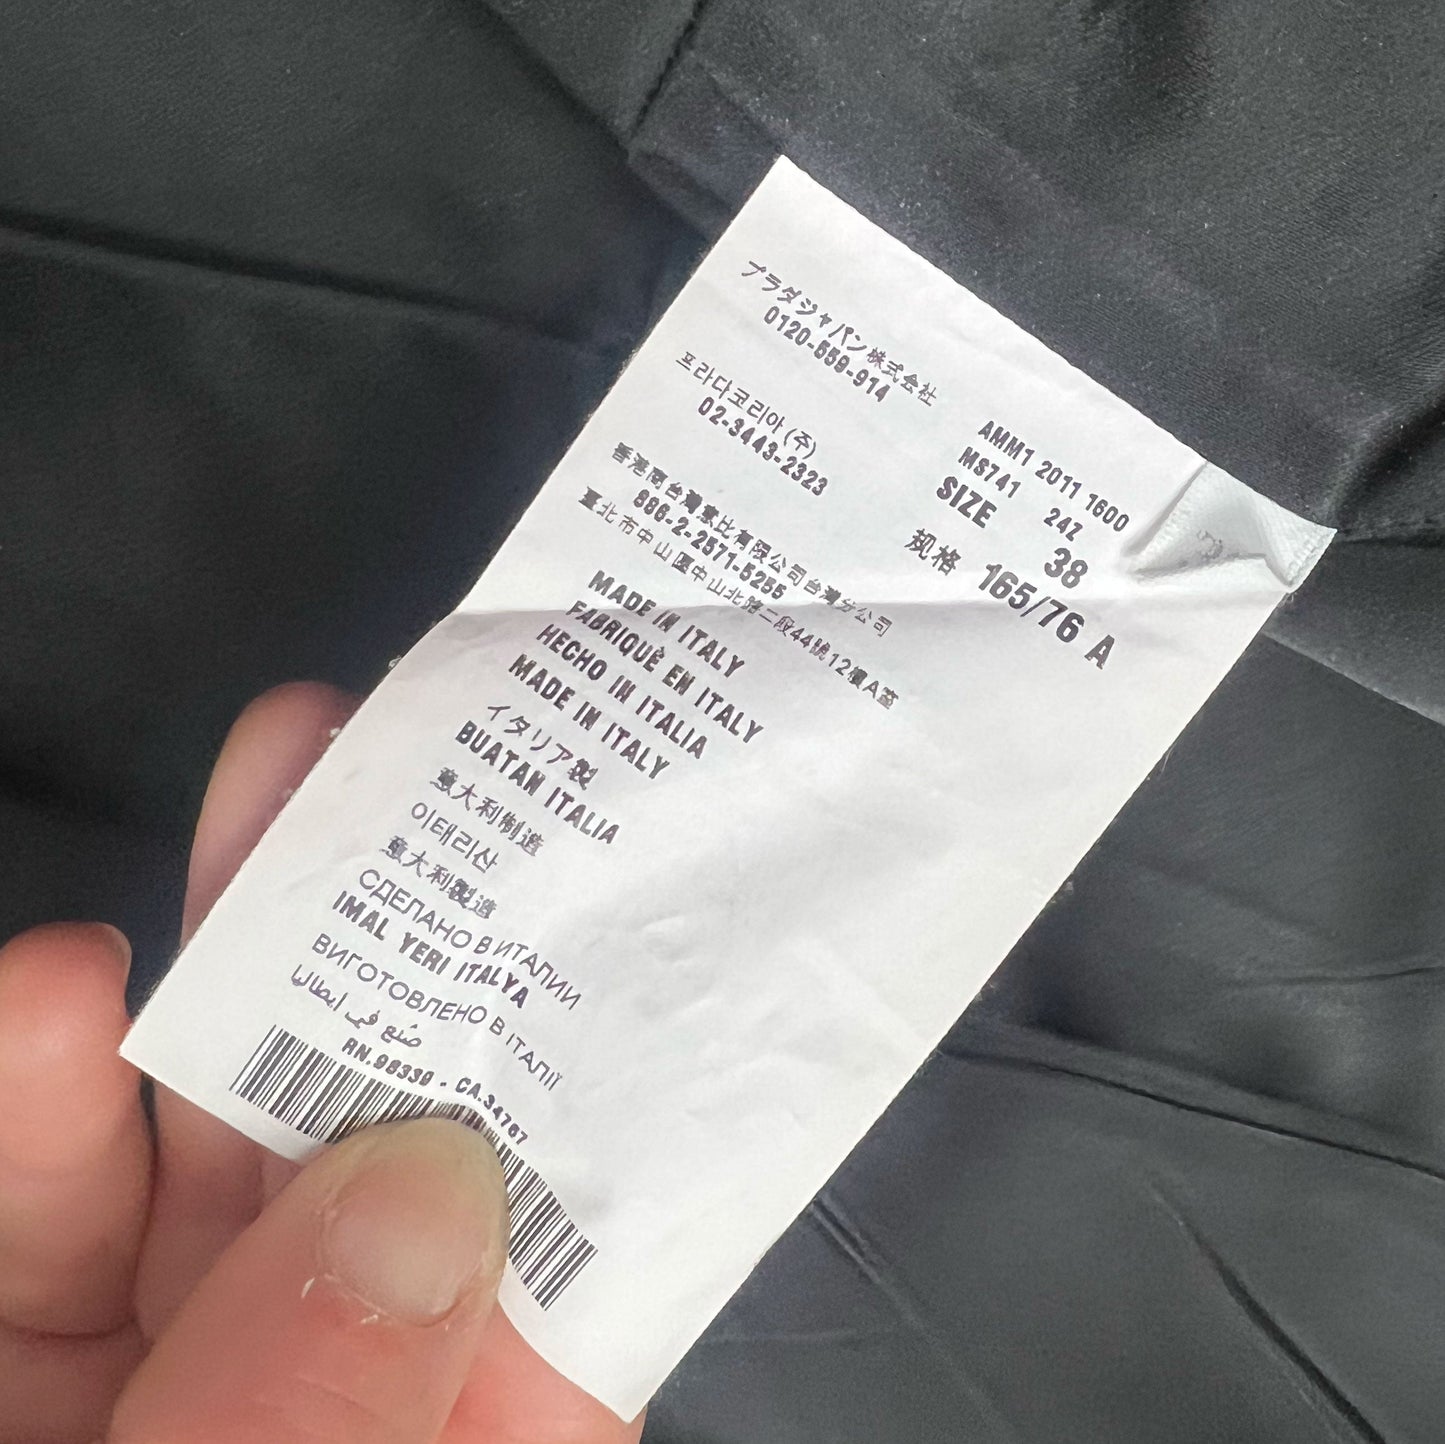 プラダジャパン株式会社
0120-559-914
프라다코리아 (주)
02-3443-2323
香港商台灣意比有限公司台灣分公司
886-2-2571-5255
臺北市中山區中山北路二段44號12樓A室
AMM1 2011 1600
MS741 24Z
SIZE 38
规格 165/76 A
MADE IN ITALY
FABRIQUÉ EN ITALY
HECHO IN ITALIA
MADE IN ITALY
イタリア製
BUATAN ITALIA
意大利制造
이태리산
意大利製造
СДЕЛАНО В ИТАЛИИ
IMAL YERI ITALYA
ВИГОТОВЛЕНО В ІТАЛІЇ
صُنع في ايطاليا
RN.98339 - CA.34767